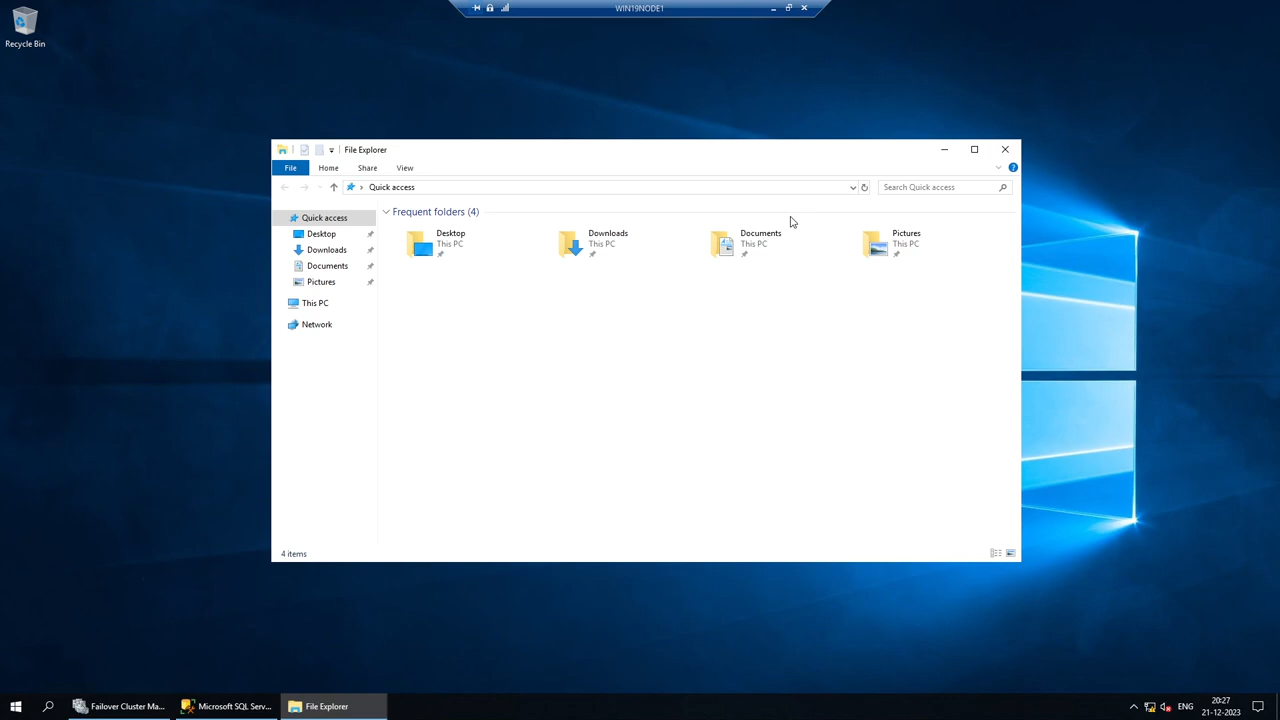 WIN19NODE1
Recycle Bin
File Explorer
File
Home
Share
View
Quick access
Search Quick access
Quick access
Desktop
Downloads
Documents
Pictures
This PC
Network
Frequent folders (4)
Desktop
This PC
Downloads
This PC
Documents
This PC
Pictures
This PC
4 items
Failover Cluster Ma...
Microsoft SQL Serv...
File Explorer
ENG
20:27
21-12-2023